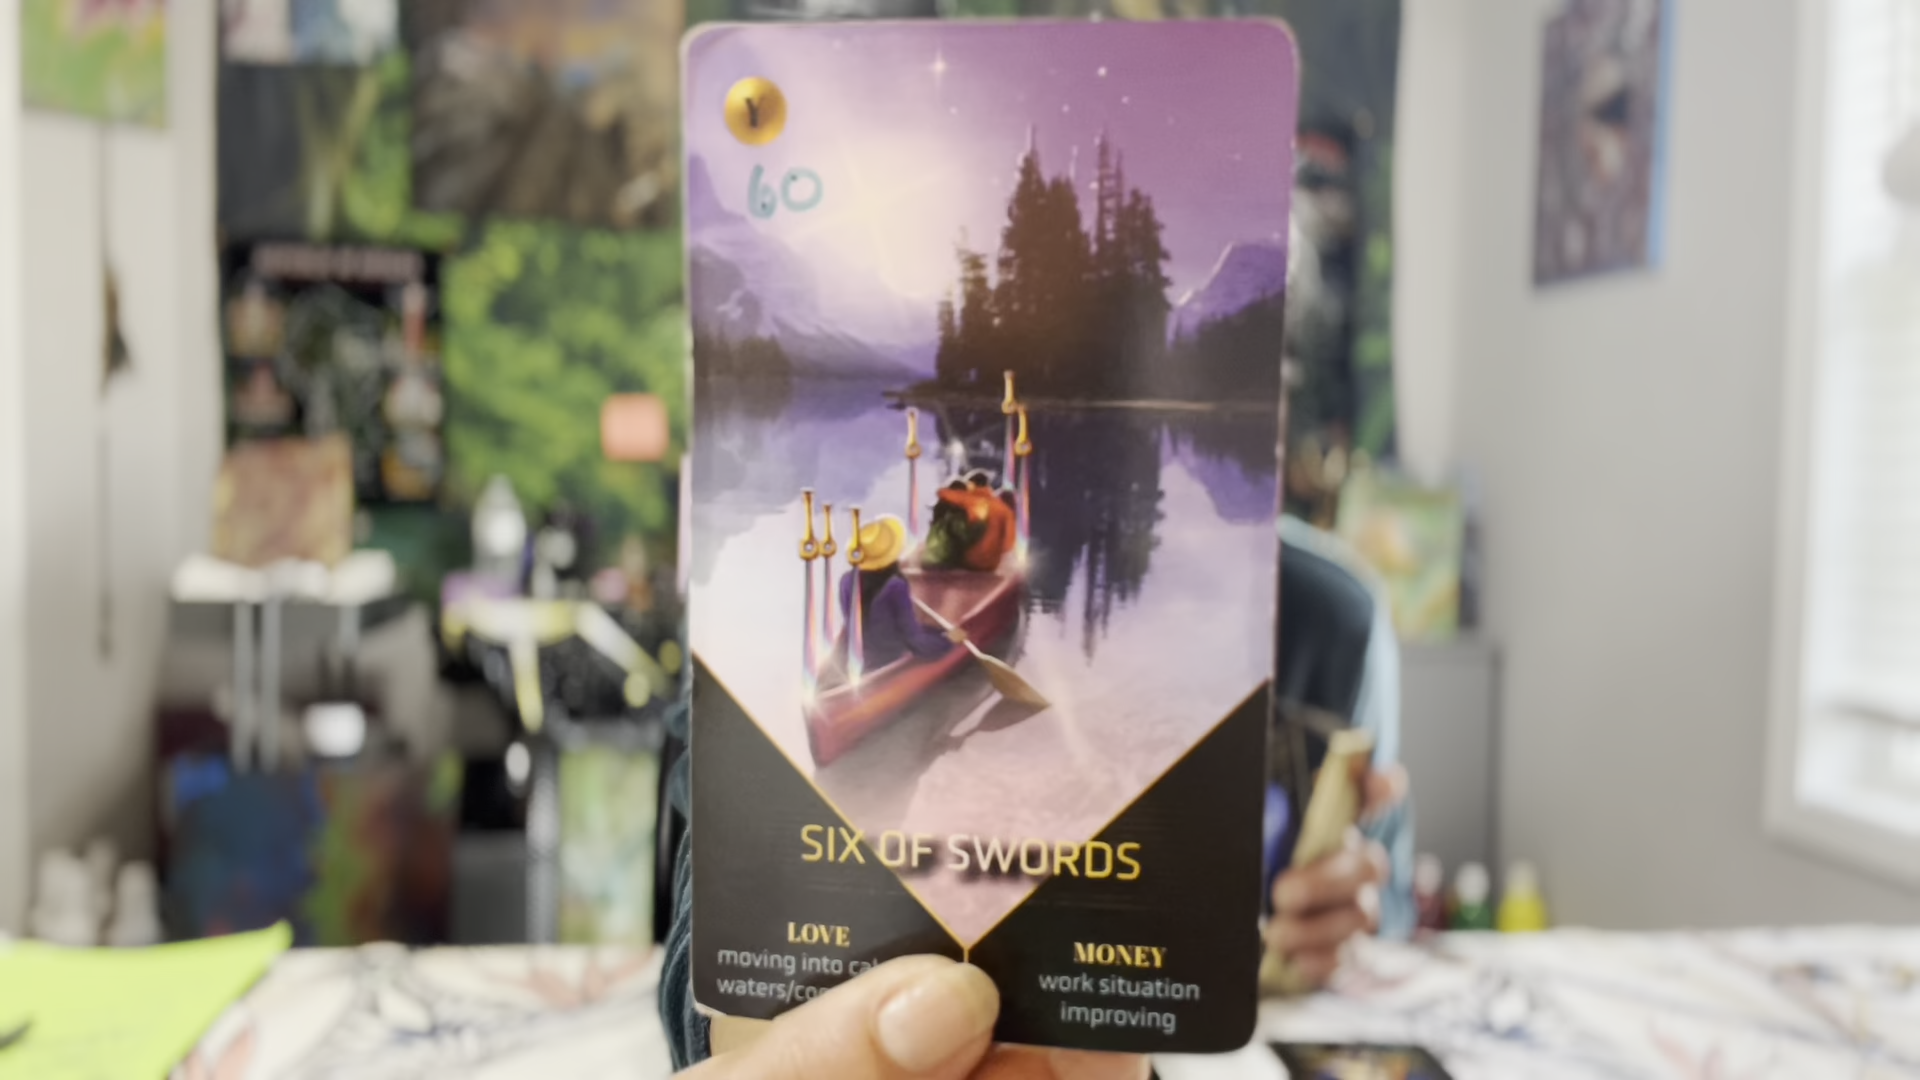 Y
60
SIX OF SWORDS
LOVE
moving into
waters/
MONEY
work situation
improving